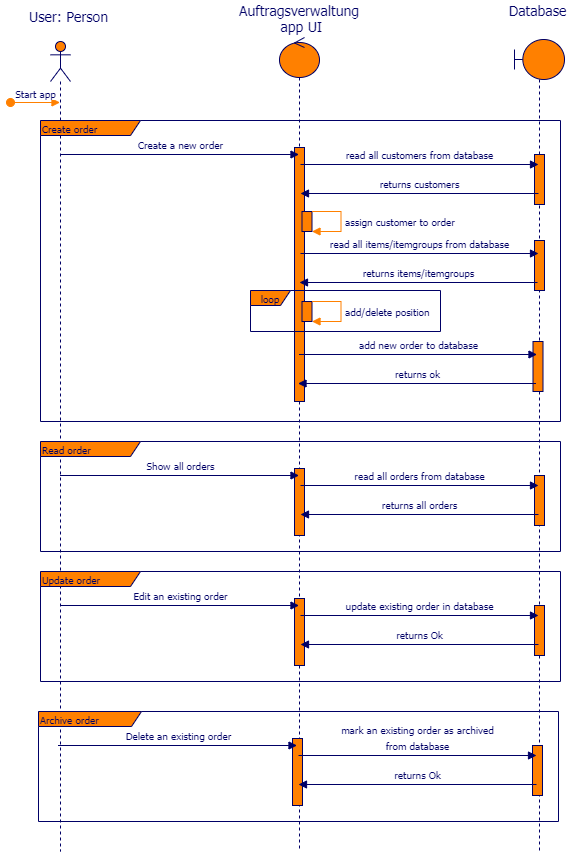 User: Person
Auftragsverwaltung
app UI
Database
Start app
Create order
Create a new order
read all customers from database
returns customers
assign customer to order
read all items/itemgroups from database
returns items/itemgroups
loop
add/delete position
add new order to database
returns ok
Read order
Show all orders
read all orders from database
returns all orders
Update order
Edit an existing order
update existing order in database
returns Ok
Archive order
Delete an existing order
mark an existing order as archived
from database
returns Ok